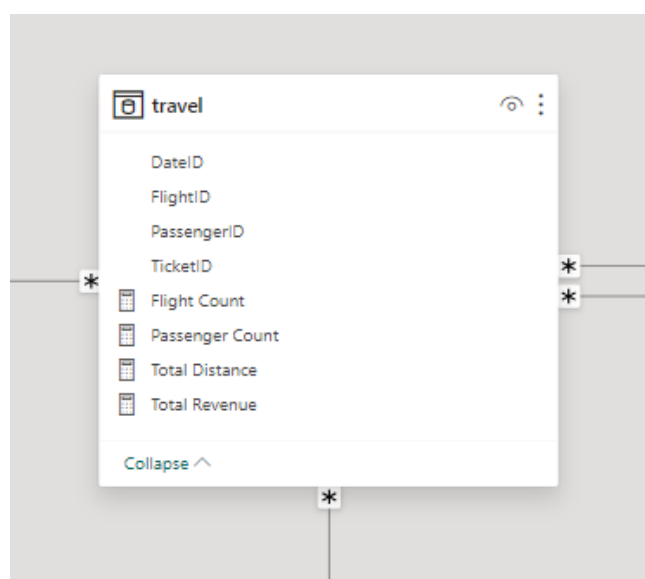 travel
DateID
FlightID
PassengerID
TicketID
Flight Count
Passenger Count
Total Distance
Total Revenue
Collapse